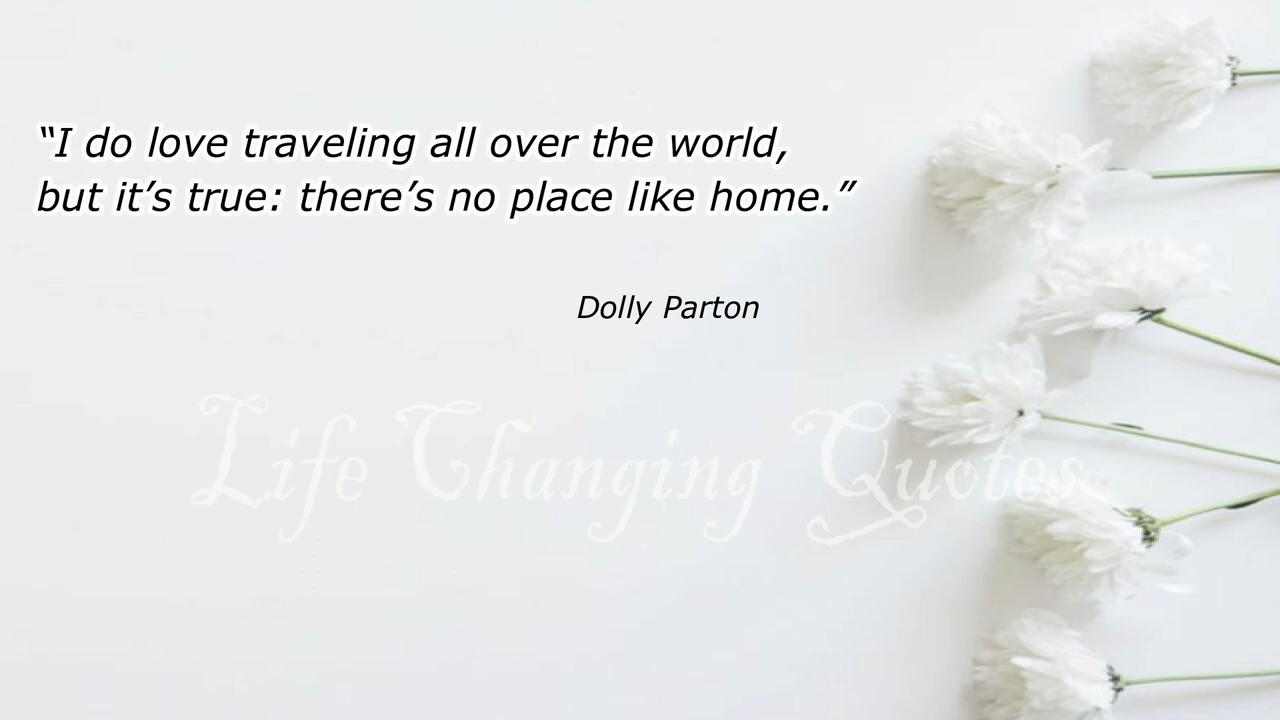 “I do love traveling all over the world,
but it’s true: there’s no place like home.”
Dolly Parton
Life Changing Quotes